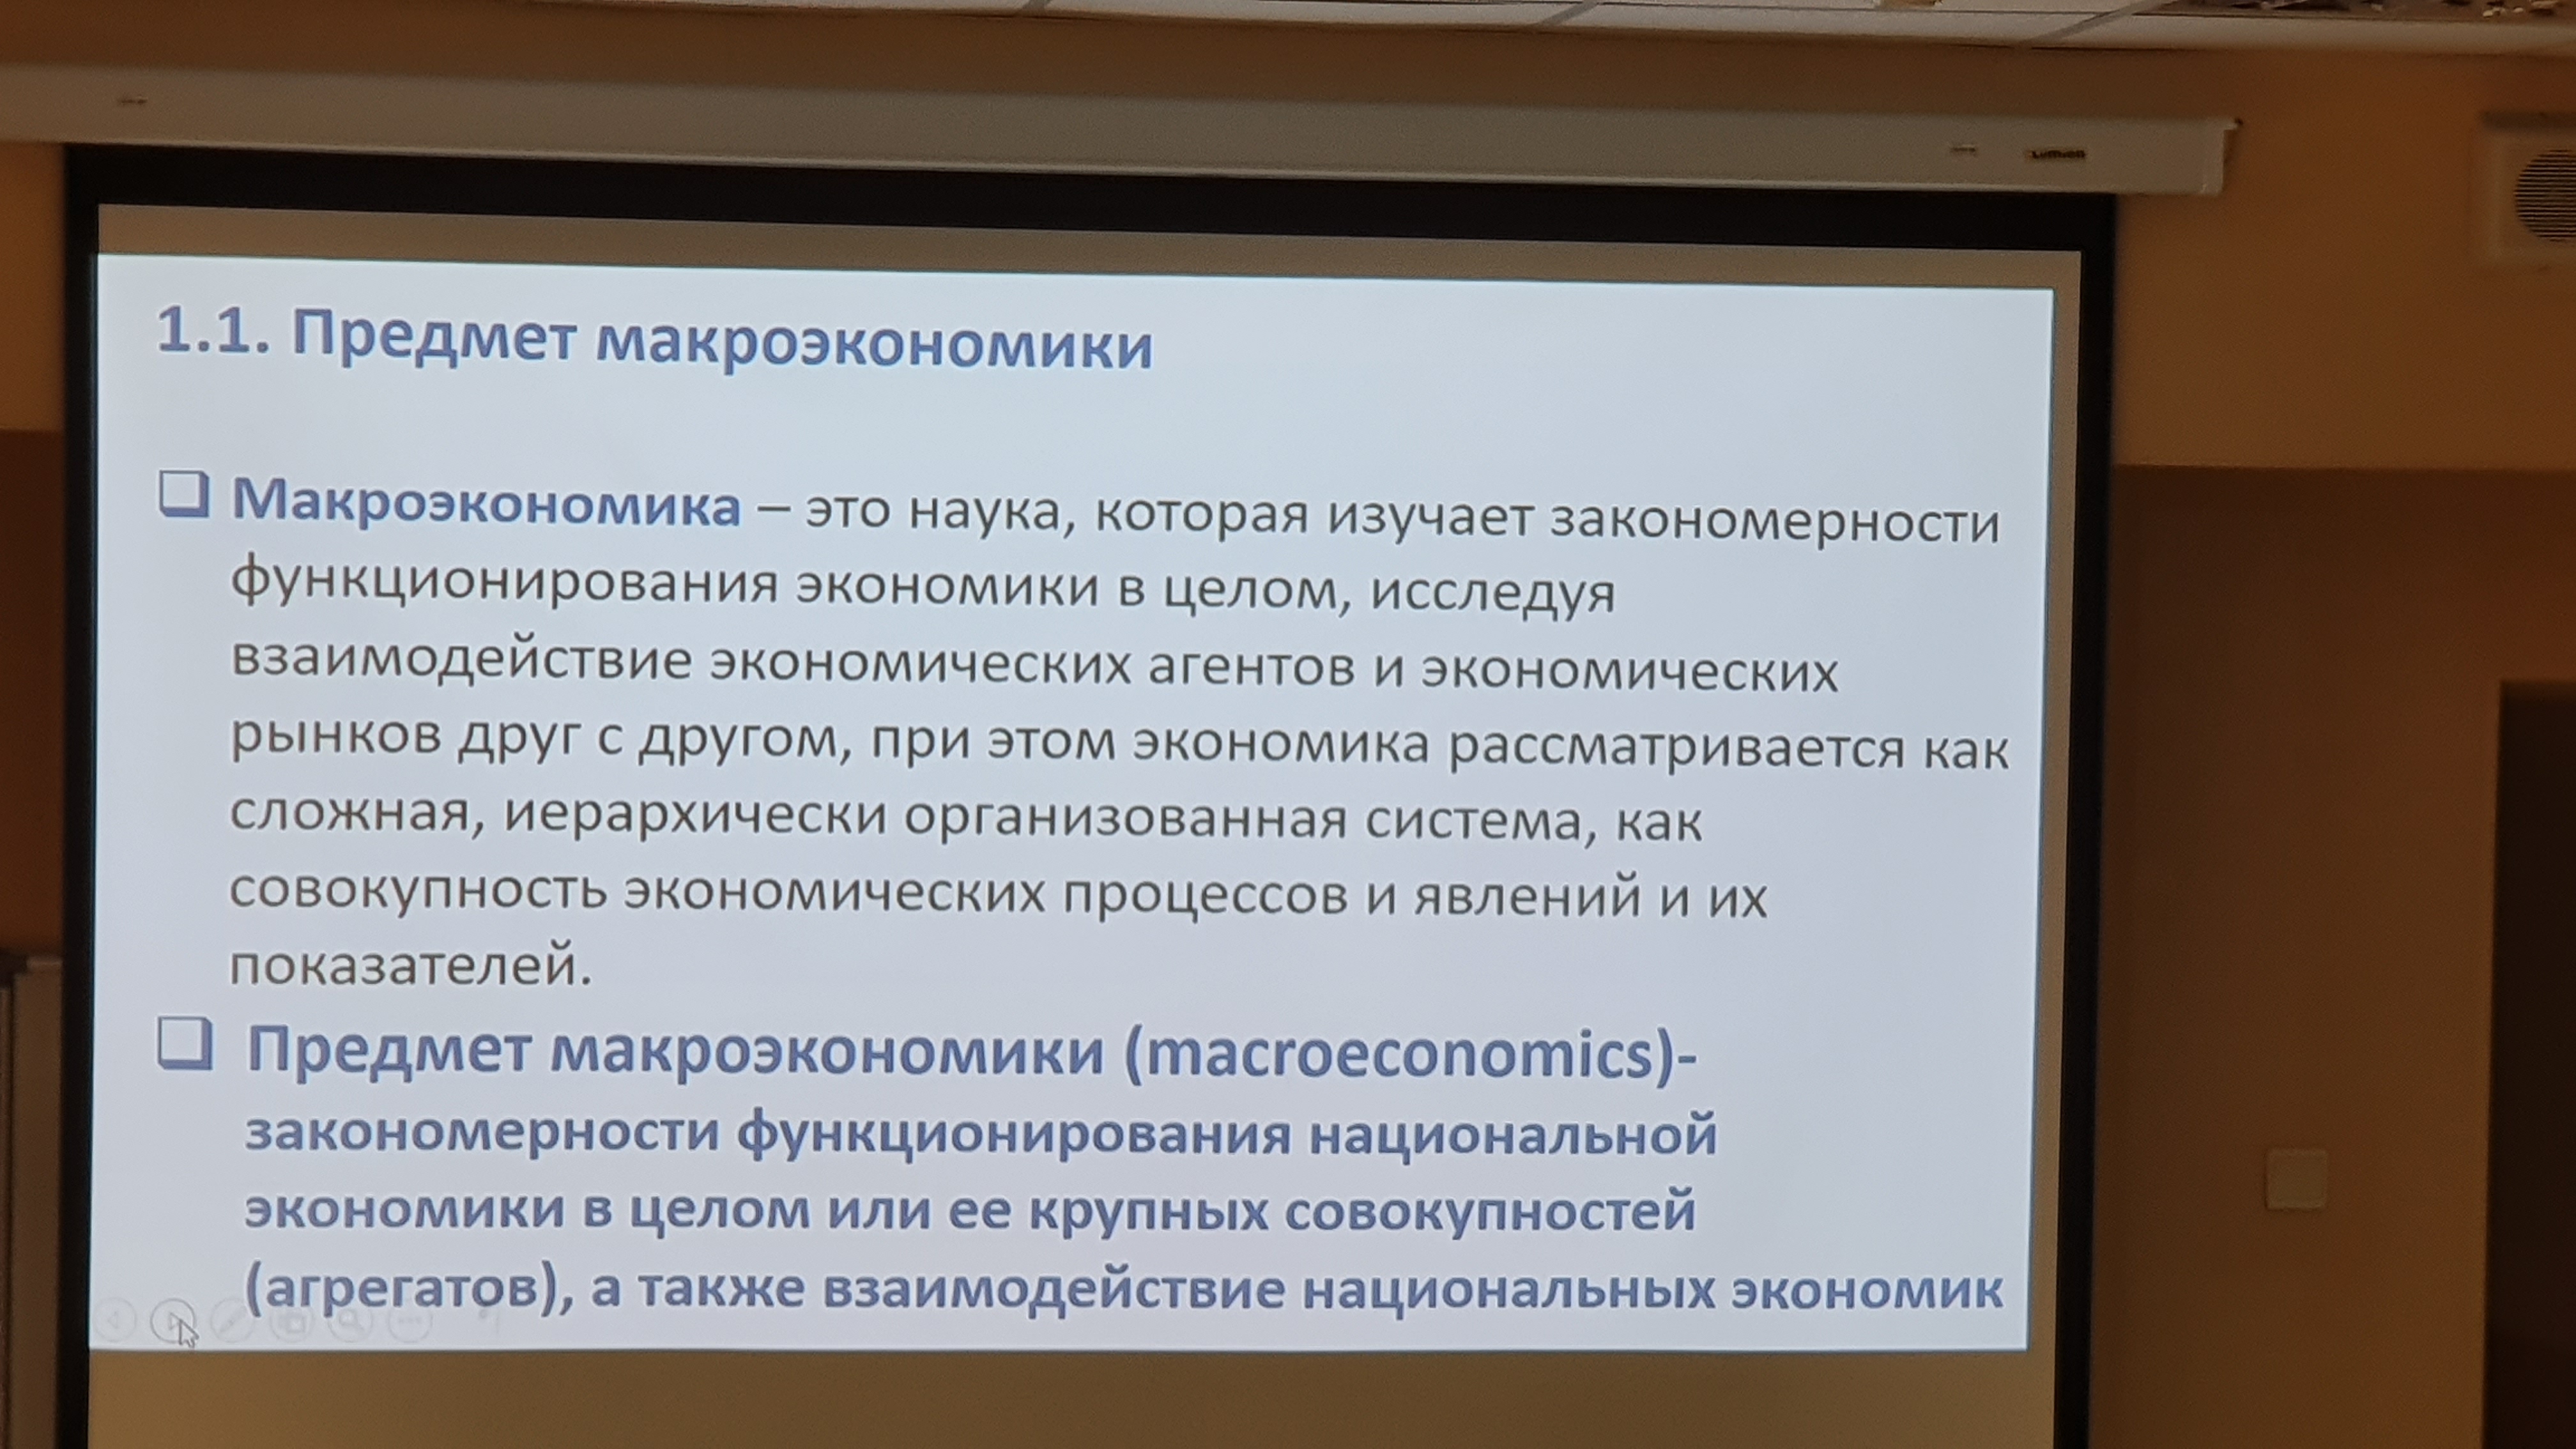 Lumien
1.1. Предмет макроэкономики
Макроэкономика – это наука, которая изучает закономерности
функционирования экономики в целом, исследуя
взаимодействие экономических агентов и экономических
рынков друг с другом, при этом экономика рассматривается как
сложная, иерархически организованная система, как
совокупность экономических процессов и явлений и их
показателей.
Предмет макроэкономики (macroeconomics)-
закономерности функционирования национальной
экономики в целом или ее крупных совокупностей
(агрегатов), а также взаимодействие национальных экономик